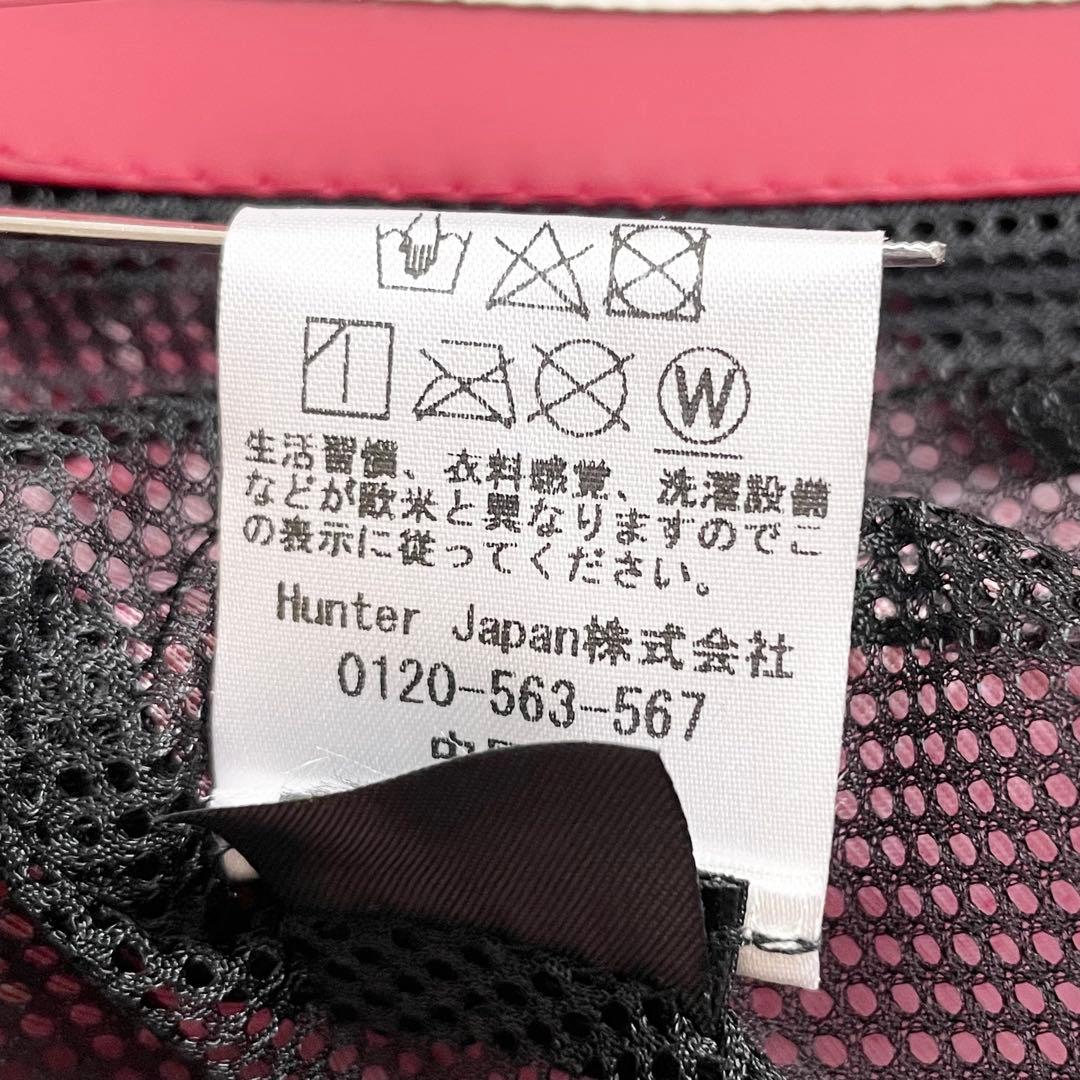 W
生活習慣、衣料感覚、洗濯設備
などが欧米と異なりますのでこ
の表示に従ってください。
Hunter Japan株式会社
0120-563-567